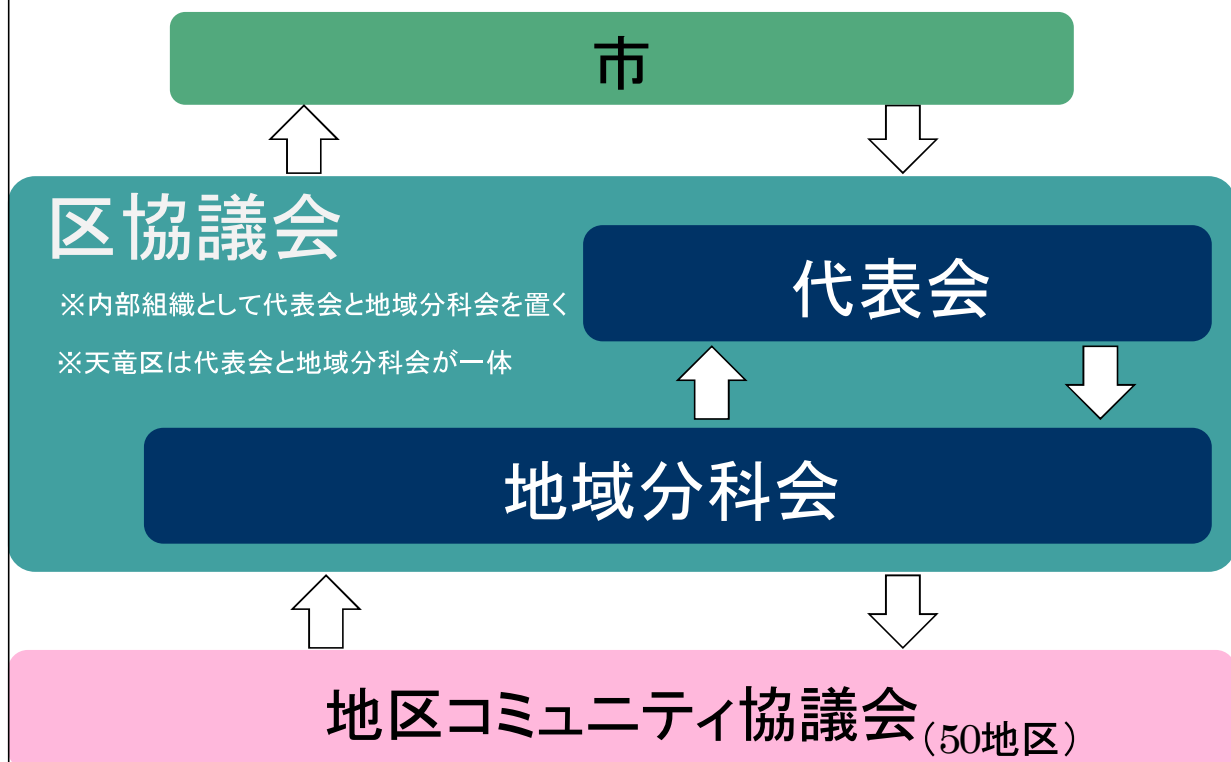 市
区協議会
代表会
※内部組織として代表会と地域分科会を置く
※天竜区は代表会と地域分科会が一体
地域分科会
地区コミュニティ協議会(50地区)